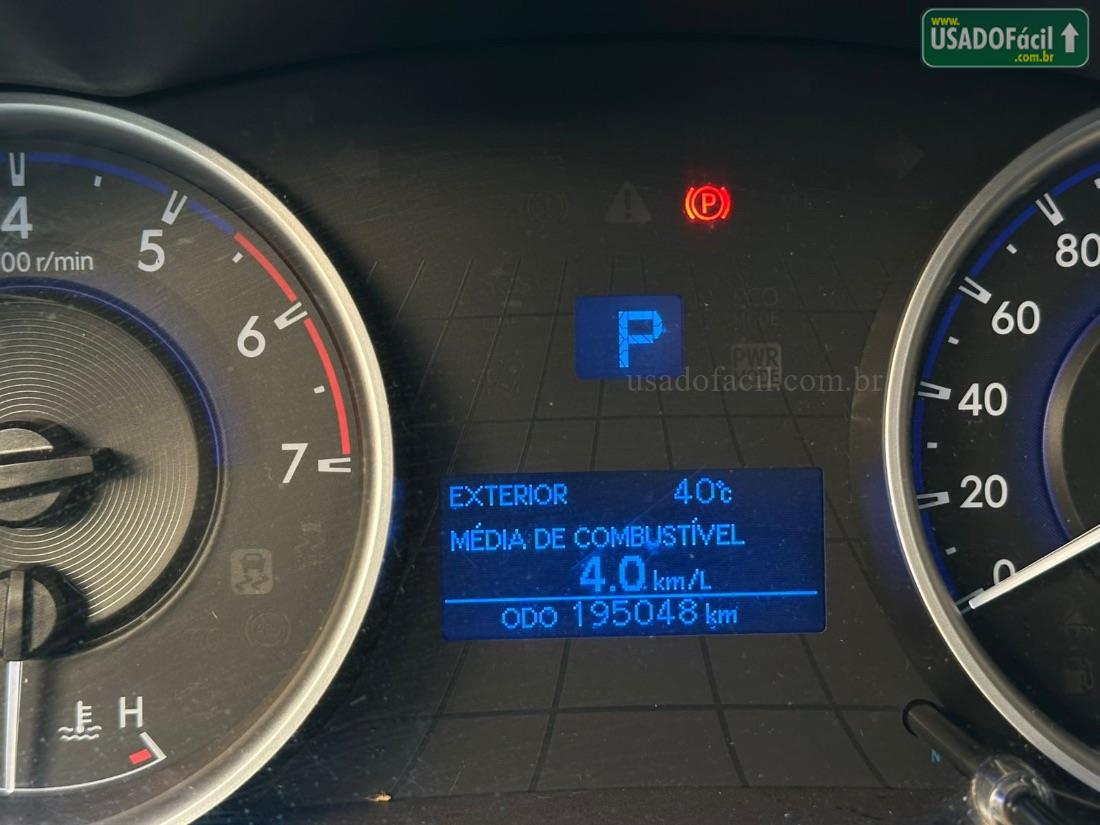 www.
USADOFácil
.com.br
P
4
5
00 r/min
6
7
H
P
PWR
usadofacil.com.br
EXTERIOR 40°c
MÉDIA DE COMBUSTÍVEL
4.0 km/L
ODO 195048 km
80
60
40
20
0
N